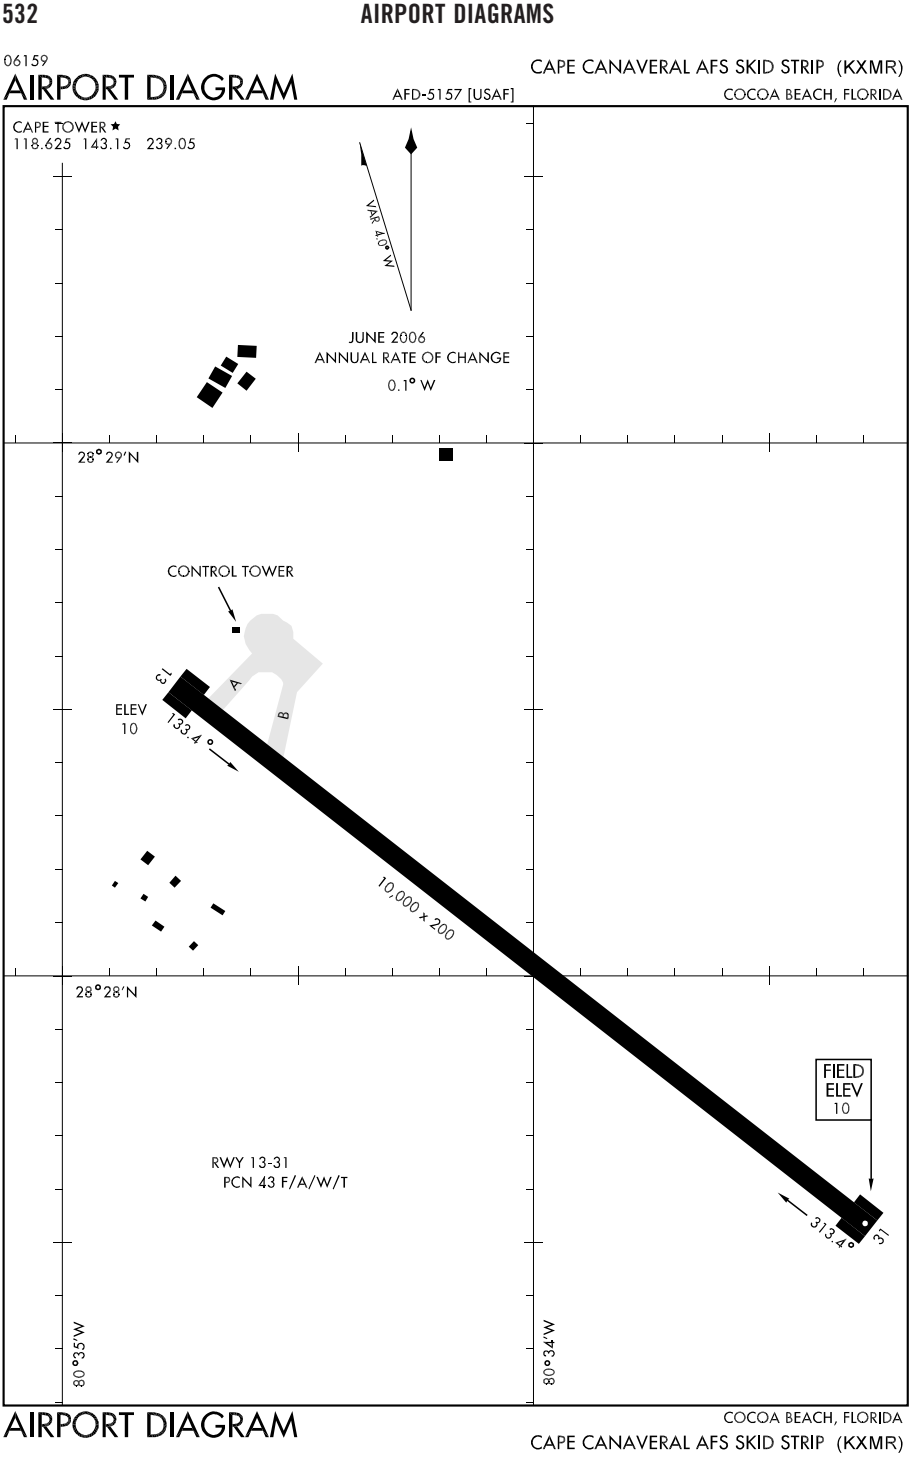 532
AIRPORT DIAGRAMS
06159
AIRPORT DIAGRAM
AFD-5157 [USAF]
CAPE CANAVERAL AFS SKID STRIP (KXMR)
COCOA BEACH, FLORIDA
CAPE TOWER ★
118.625 143.15 239.05
VAR 4.0° W
JUNE 2006
ANNUAL RATE OF CHANGE
0.1° W
28°29'N
CONTROL TOWER
13
A
B
ELEV
10
133.4°
10,000 x 200
28°28'N
FIELD
ELEV
10
RWY 13-31
PCN 43 F/A/W/T
313.4°
31
80°35'W
80°34'W
AIRPORT DIAGRAM
COCOA BEACH, FLORIDA
CAPE CANAVERAL AFS SKID STRIP (KXMR)